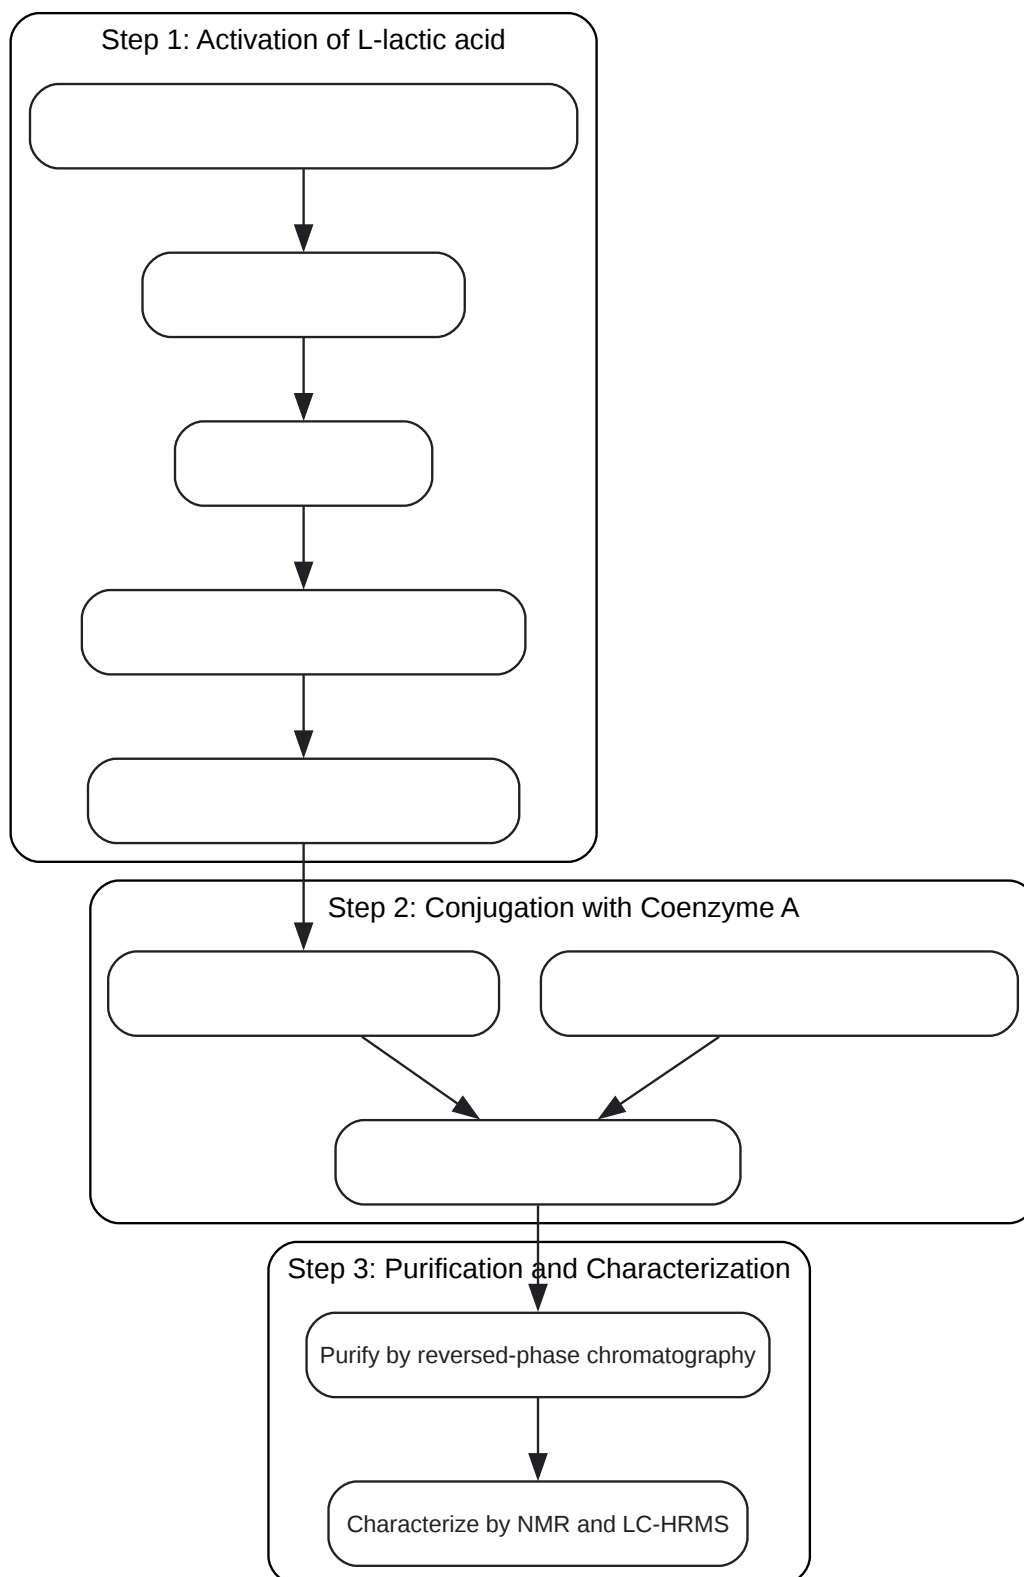 Step 1: Activation of L-lactic acid
Step 2: Conjugation with Coenzyme A
Step 3: Purification and Characterization
Purify by reversed-phase chromatography
Characterize by NMR and LC-HRMS